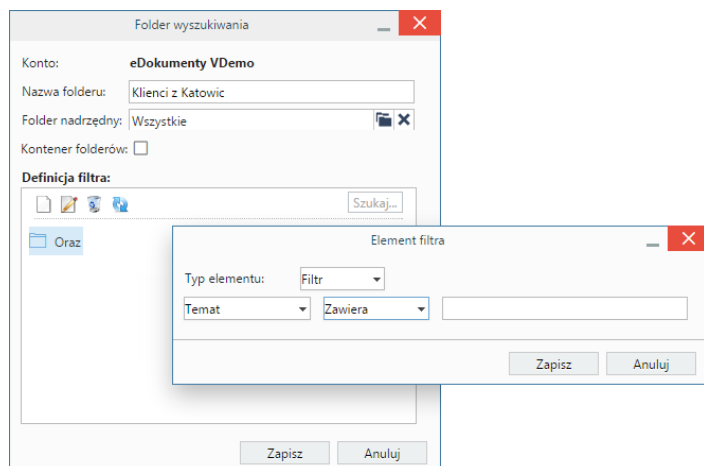 Folder wyszukiwania
Konto: eDokumenty VDemo
Nazwa folderu: Klienci z Katowic
Folder nadrzędny: Wszystkie
Kontener folderów:
Definicja filtra:
Szukaj...
Oraz
Element filtra
Typ elementu: Filtr
Temat Zawiera
Zapisz Anuluj
Zapisz Anuluj